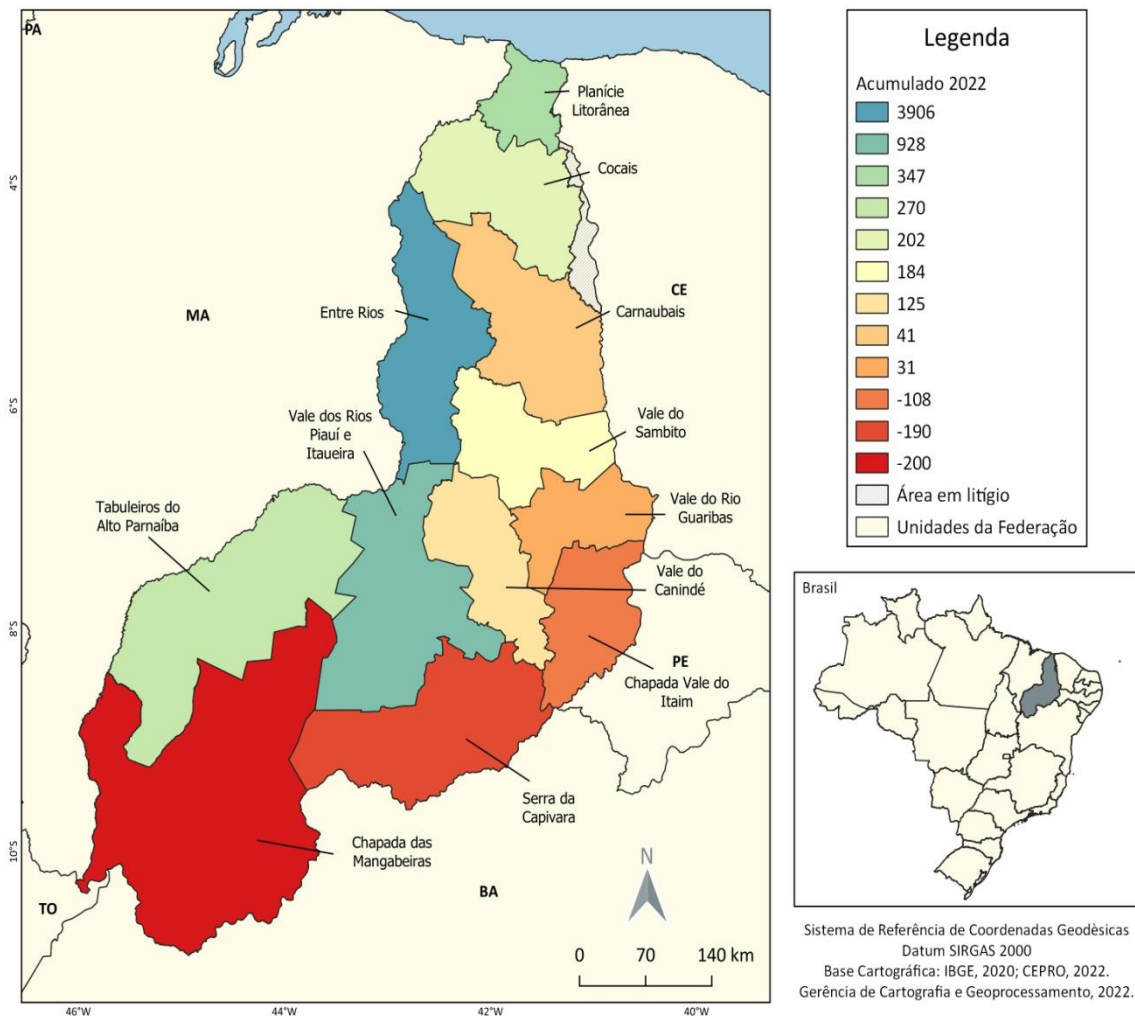 PA
Planície
Litorânea
Cocais
4°S
CE
MA
Entre Rios
Carnaubais
6°S
Vale dos Rios
Piauí e
Itaueira
Vale do
Sambito
Tabuleiros do
Alto Parnaíba
Vale do Rio
Guaribas
Vale do
Canindé
8°S
PE
Chapada Vale do
Itaim
Serra da
Capivara
Chapada das
Mangabeiras
10°S
TO
BA
N
0 70 140 km
46°W 44°W 42°W 40°W
Legenda
Acumulado 2022
3906
928
347
270
202
184
125
41
31
-108
-190
-200
Área em litígio
Unidades da Federação
Brasil
Sistema de Referência de Coordenadas Geodèsicas
Datum SIRGAS 2000
Base Cartográfica: IBGE, 2020; CEPRO, 2022.
Gerência de Cartografia e Geoprocessamento, 2022.